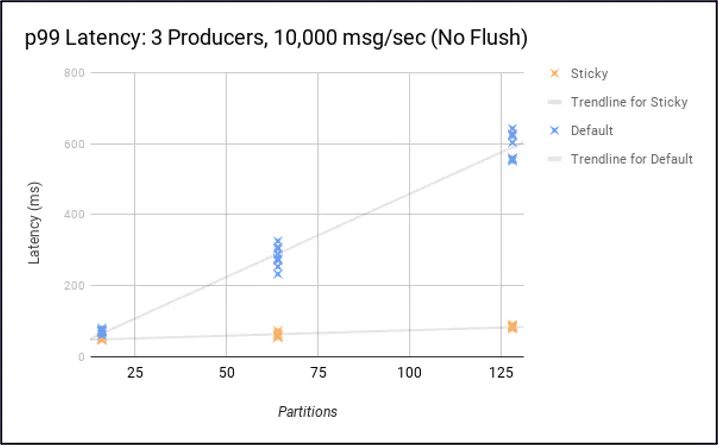 p99 Latency: 3 Producers, 10,000 msg/sec (No Flush)
800
600
400
200
0
Latency (ms)
25 50 75 100 125
Partitions
Sticky
Trendline for Sticky
Default
Trendline for Default